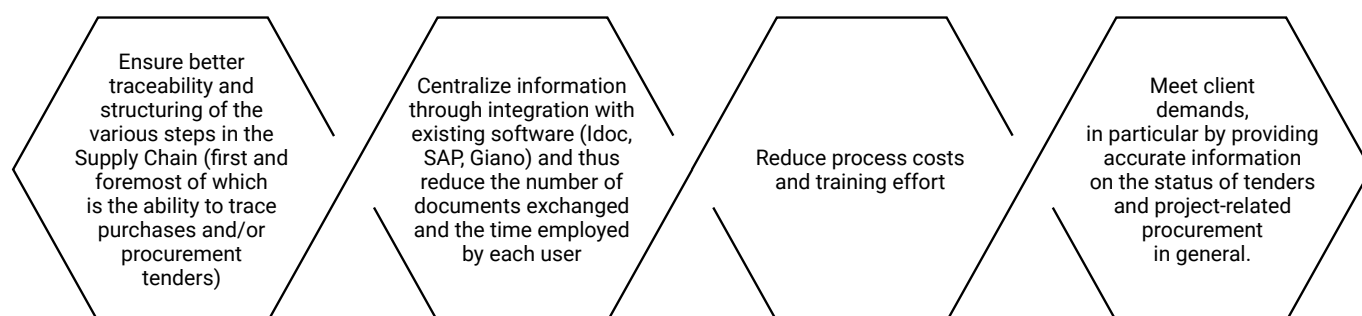 Ensure better
traceability and
structuring of the
various steps in the
Supply Chain (first and
foremost of which
is the ability to trace
purchases and/or
procurement
tenders)
Centralize information
through integration with
existing software (Idoc,
SAP, Giano) and thus
reduce the number of
documents exchanged
and the time employed
by each user
Reduce process costs
and training effort
Meet client
demands,
in particular by providing
accurate information
on the status of tenders
and project-related
procurement
in general.